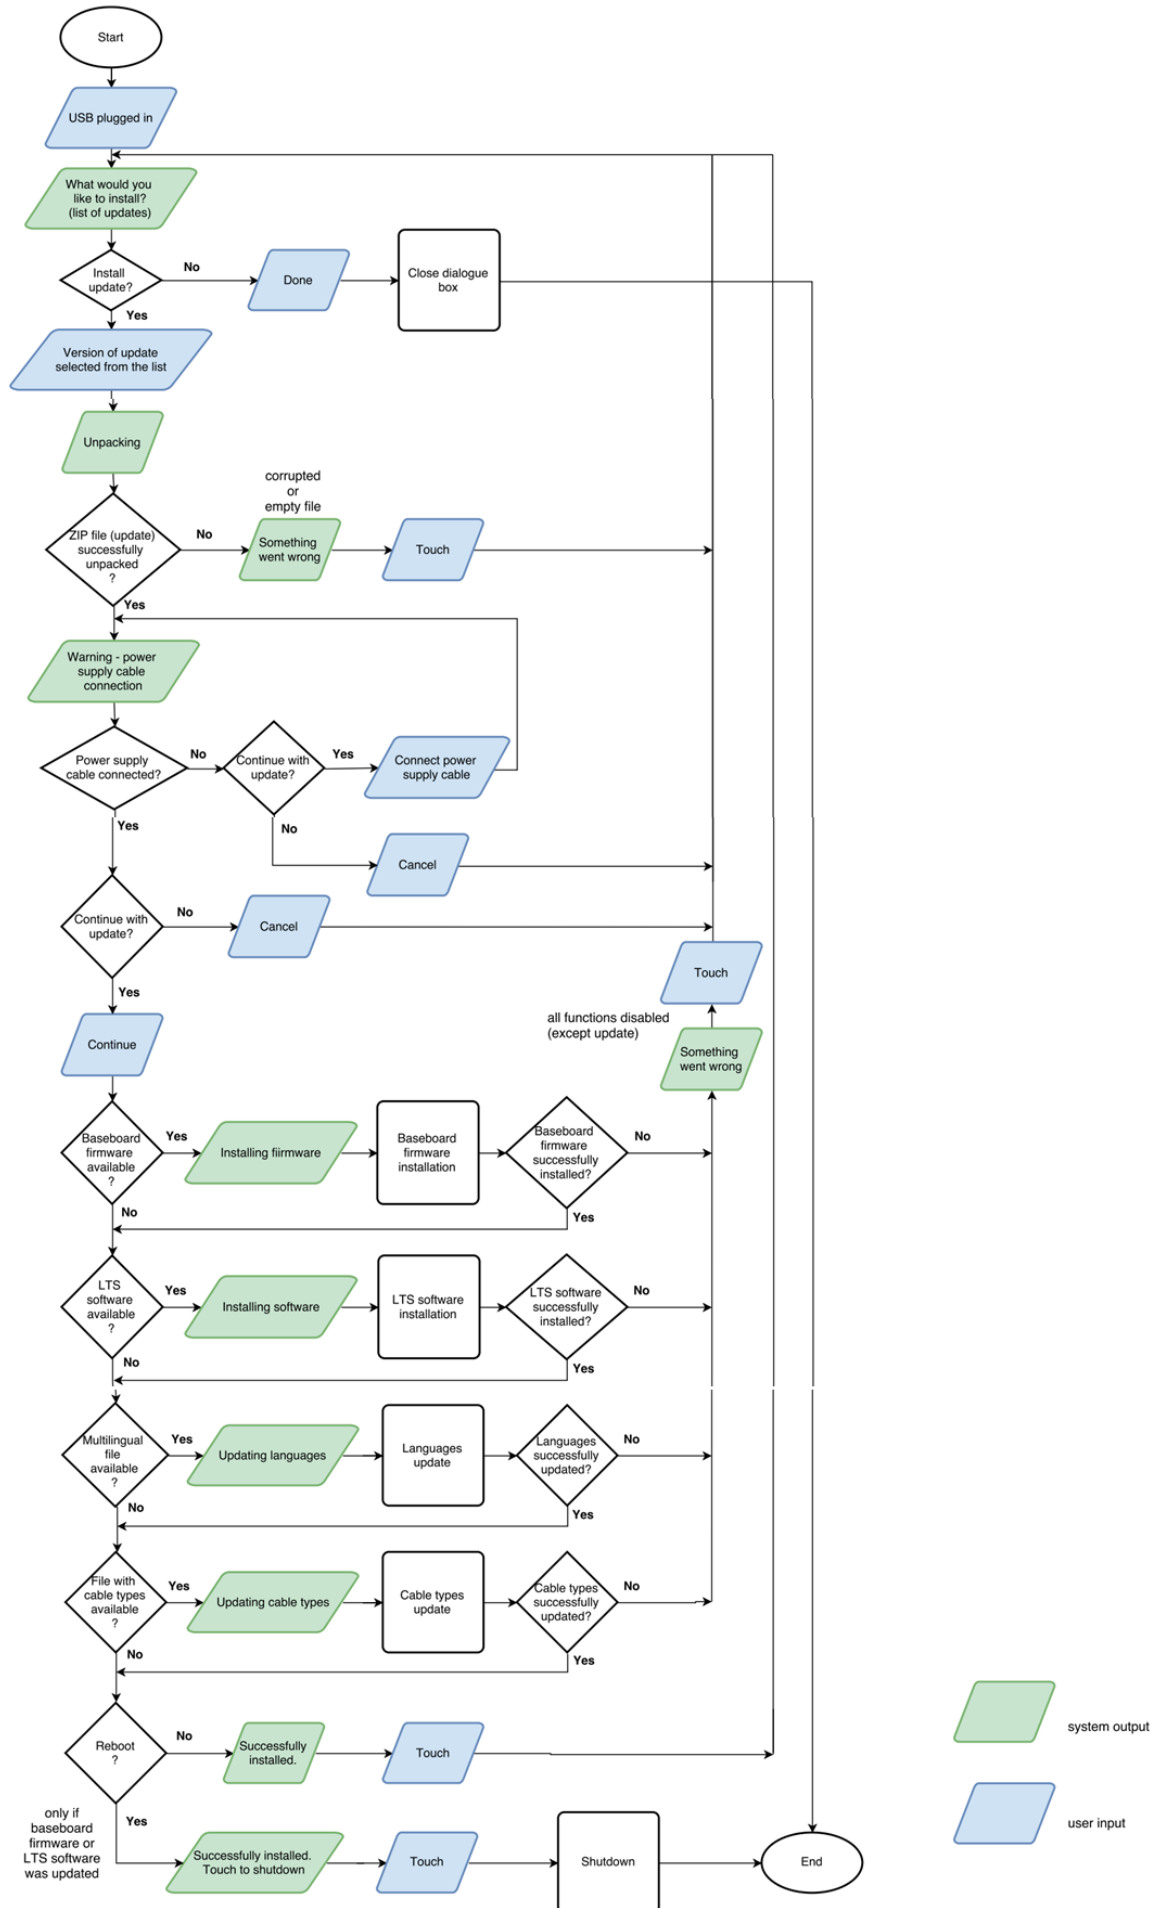 Start
USB plugged in
What would you
like to install?
(list of updates)
Install
update?
No
Done
Close dialogue
box
Yes
Version of update
selected from the list
Unpacking
corrupted
or
empty file
ZIP file (update)
successfully
unpacked
?
No
Something
went wrong
Touch
Yes
Warning - power
supply cable
connection
Power supply
cable connected?
No
Continue with
update?
Yes
Connect power
supply cable
Yes
No
Cancel
Continue with
update?
No
Cancel
Yes
Touch
all functions disabled
(except update)
Continue
Something
went wrong
Baseboard
firmware
available
?
Yes
Installing fiirmware
Baseboard
firmware
installation
Baseboard
firmware
successfully
installed?
No
No
Yes
LTS
software
available
?
Yes
Installing software
LTS software
installation
LTS software
successfully
installed?
No
No
Yes
Multilingual
file
available
?
Yes
Updating languages
Languages
update
Languages
successfully
updated?
No
No
Yes
File with
cable types
available
?
Yes
Updating cable types
Cable types
update
Cable types
successfully
updated?
No
No
Yes
Reboot
?
No
Successfully
installed.
Touch
system output
only if
baseboard
firmware or
LTS software
was updated
Yes
Successfully installed.
Touch to shutdown
Touch
Shutdown
End
user input